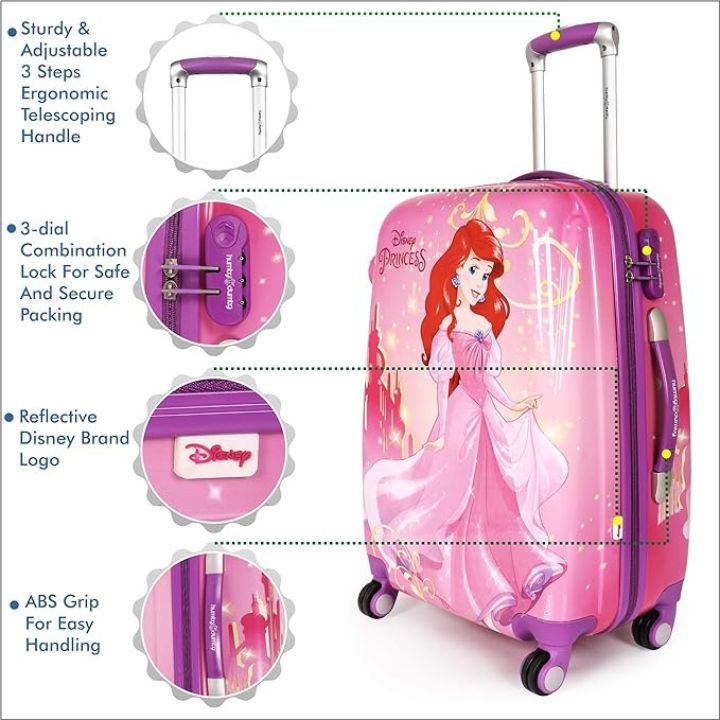 Sturdy &
Adjustable
3 Steps
Ergonomic
Telescoping
Handle
3-dial
Combination
Lock For Safe
And Secure
Packing
Reflective
Disney Brand
Logo
ABS Grip
For Easy
Handling
Disney
Disney
PRINCESS